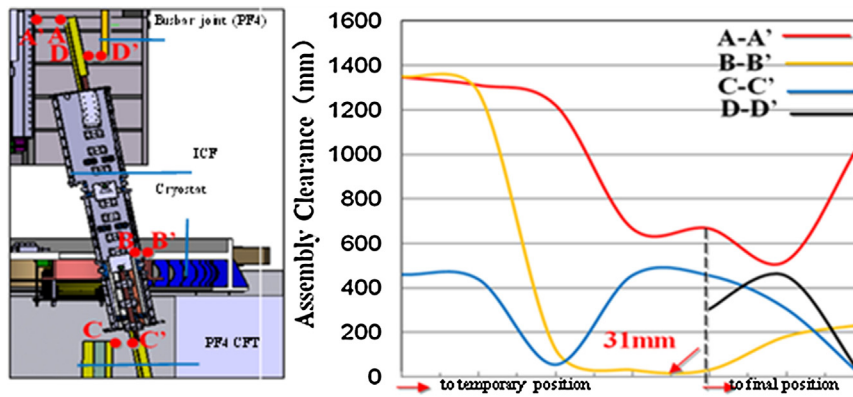 Busbar joint (PF4)
A' A
D D'
ICF
Cryostat
B B'
C C'
PF4 CFT
Assembly Clearance (mm)
1600
1400
1200
1000
800
600
400
200
0
A-A'
B-B'
C-C'
D-D'
31mm
to temporary position
to final position